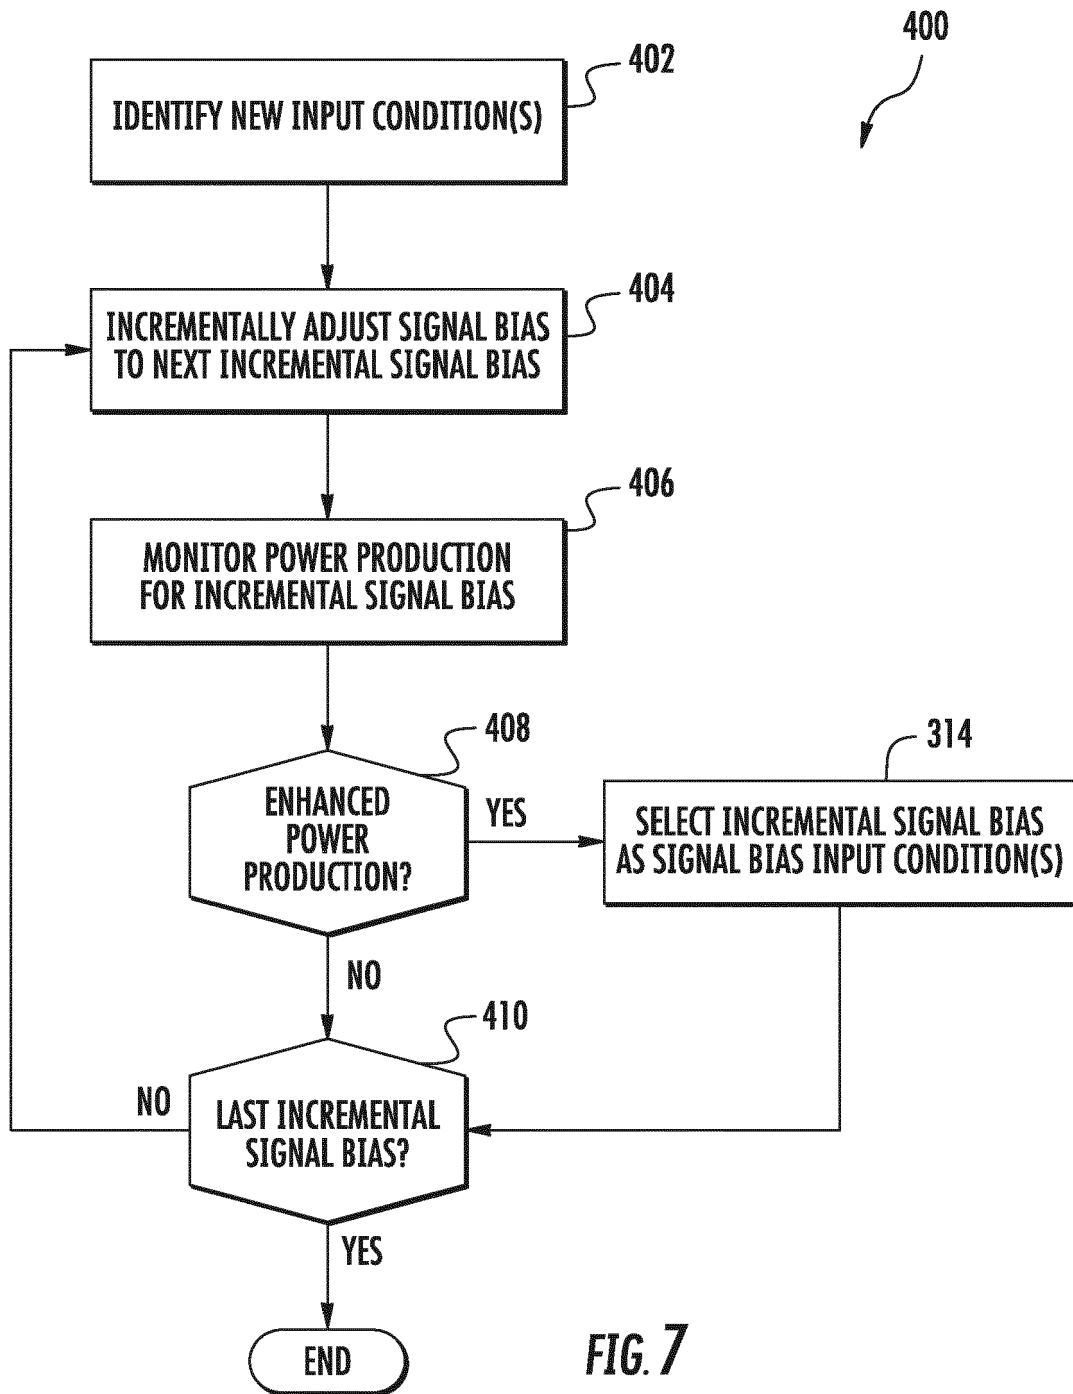 400
402
IDENTIFY NEW INPUT CONDITION(S)
404
INCREMENTALLY ADJUST SIGNAL BIAS
TO NEXT INCREMENTAL SIGNAL BIAS
406
MONITOR POWER PRODUCTION
FOR INCREMENTAL SIGNAL BIAS
408
ENHANCED
POWER
PRODUCTION?
YES
314
SELECT INCREMENTAL SIGNAL BIAS
AS SIGNAL BIAS INPUT CONDITION(S)
NO
410
LAST INCREMENTAL
SIGNAL BIAS?
NO
YES
END
FIG. 7